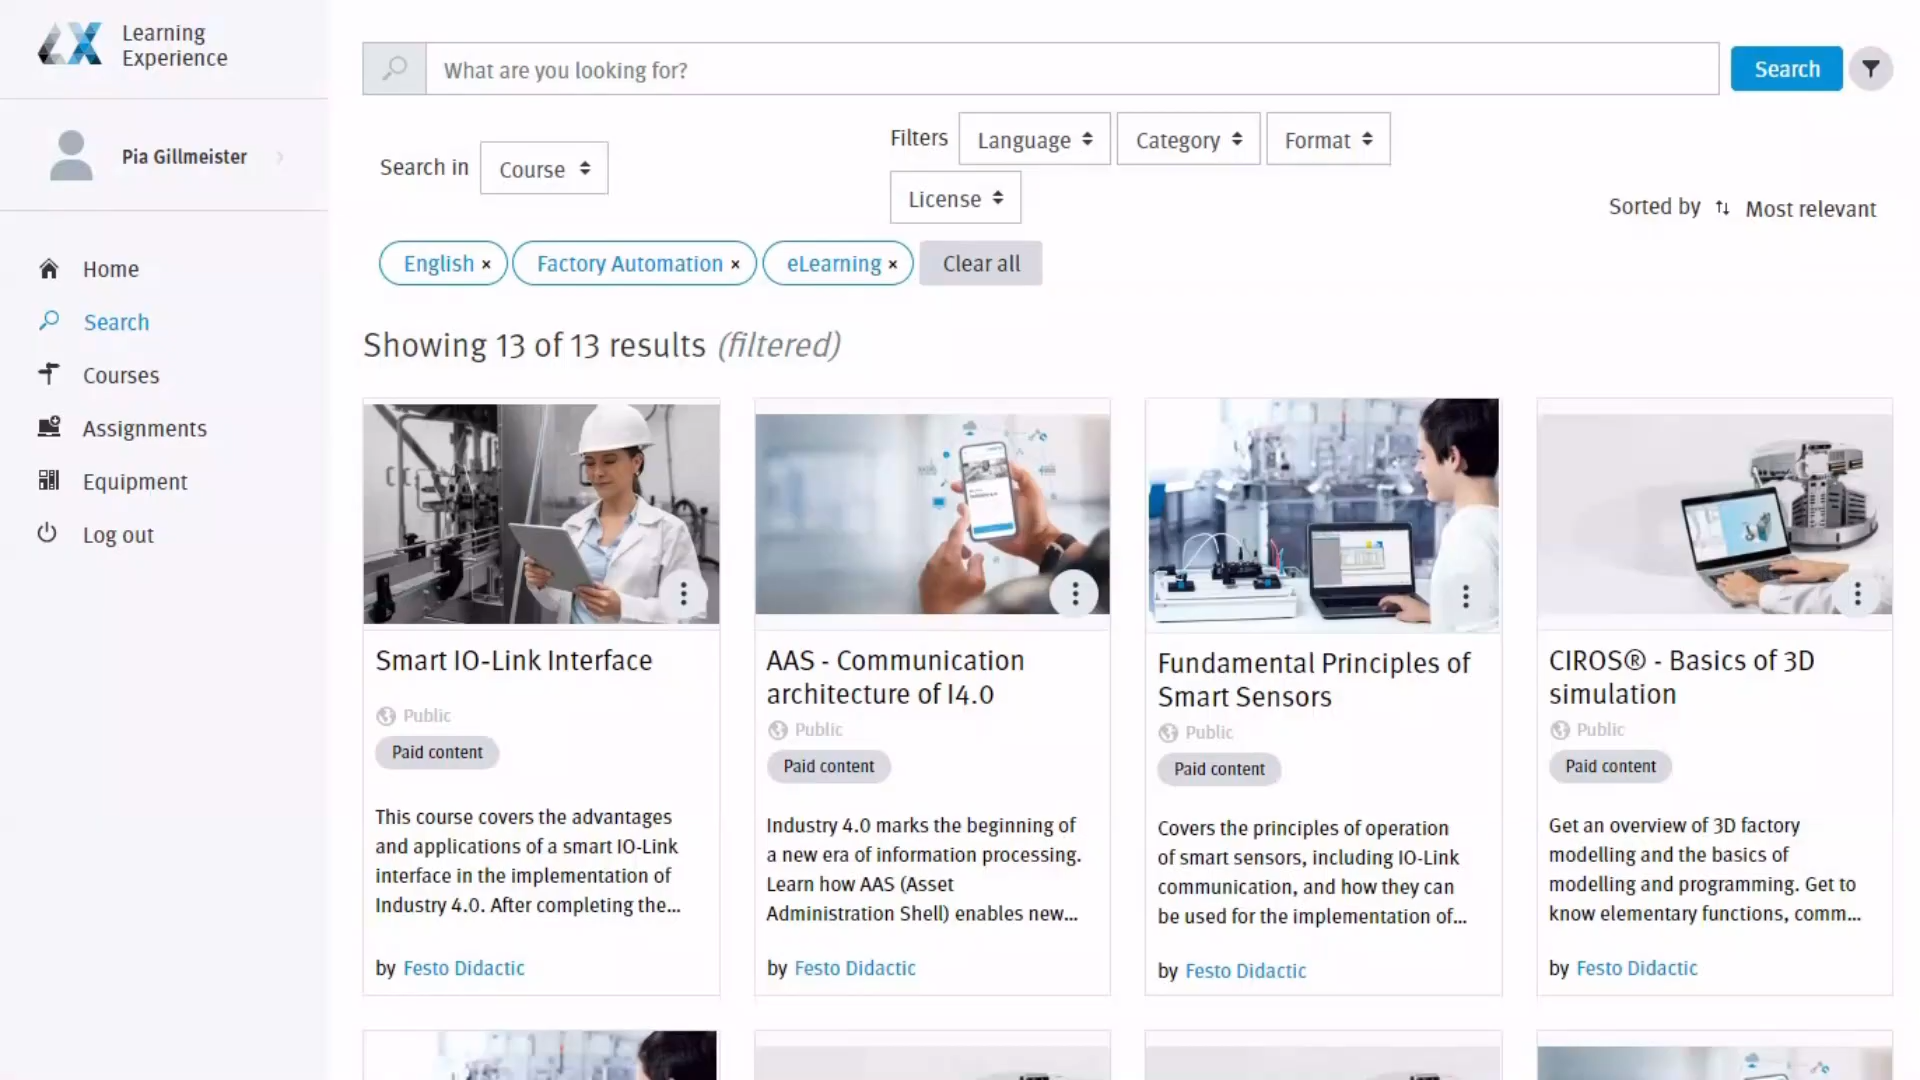 Learning
Experience
Pia Gillmeister
Home
Search
Courses
Assignments
Equipment
Log out
What are you looking for?
Search
Search in
Course
Filters
Language
Category
Format
License
Sorted by
Most relevant
English ×
Factory Automation ×
eLearning ×
Clear all
Showing 13 of 13 results (filtered)
Smart IO-Link Interface
Public
Paid content
This course covers the advantages
and applications of a smart IO-Link
interface in the implementation of
Industry 4.0. After completing the...
by Festo Didactic
AAS - Communication
architecture of I4.0
Public
Paid content
Industry 4.0 marks the beginning of
a new era of information processing.
Learn how AAS (Asset
Administration Shell) enables new...
by Festo Didactic
Fundamental Principles of
Smart Sensors
Public
Paid content
Covers the principles of operation
of smart sensors, including IO-Link
communication, and how they can
be used for the implementation of...
by Festo Didactic
CIROS® - Basics of 3D
simulation
Public
Paid content
Get an overview of 3D factory
modelling and the basics of
modelling and programming. Get to
know elementary functions, comm...
by Festo Didactic